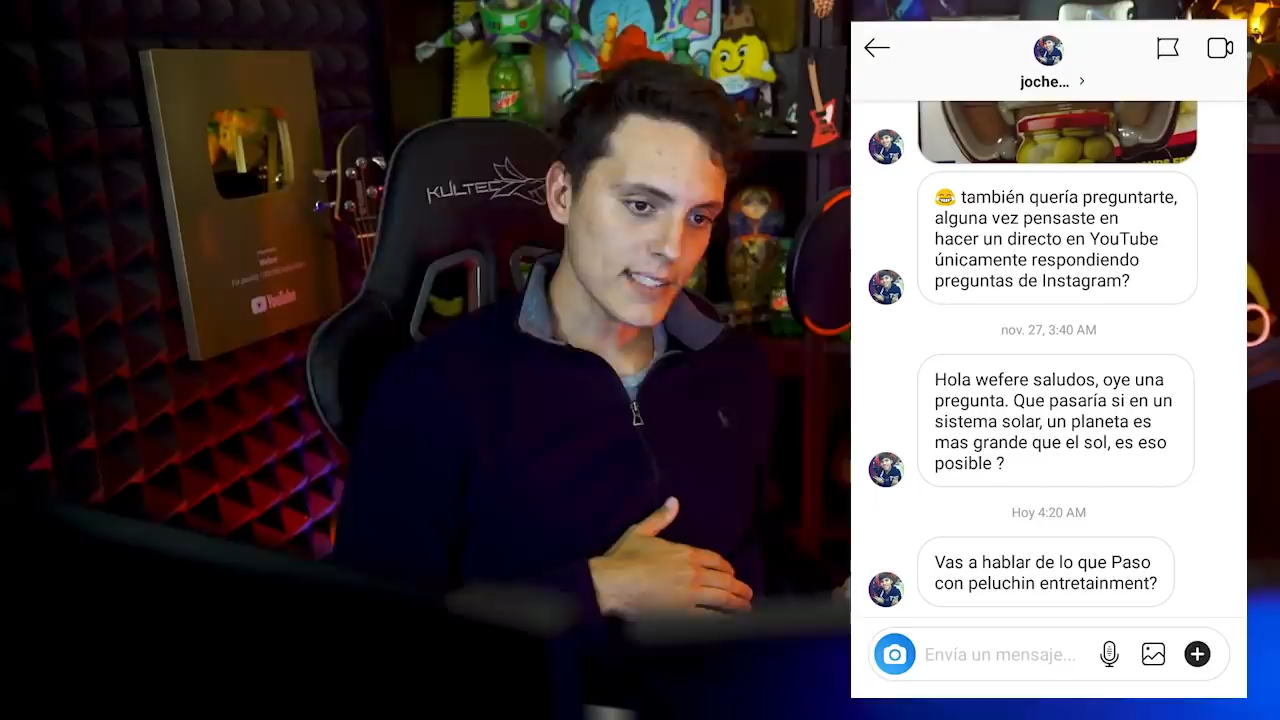 KULTEC
YouTube
joche...
😂 también quería preguntarte,
alguna vez pensaste en
hacer un directo en YouTube
únicamente respondiendo
preguntas de Instagram?
nov. 27, 3:40 AM
Hola wefere saludos, oye una
pregunta. Que pasaría si en un
sistema solar, un planeta es
mas grande que el sol, es eso
posible ?
Hoy 4:20 AM
Vas a hablar de lo que Paso
con peluchin entretainment?
Envía un mensaje...